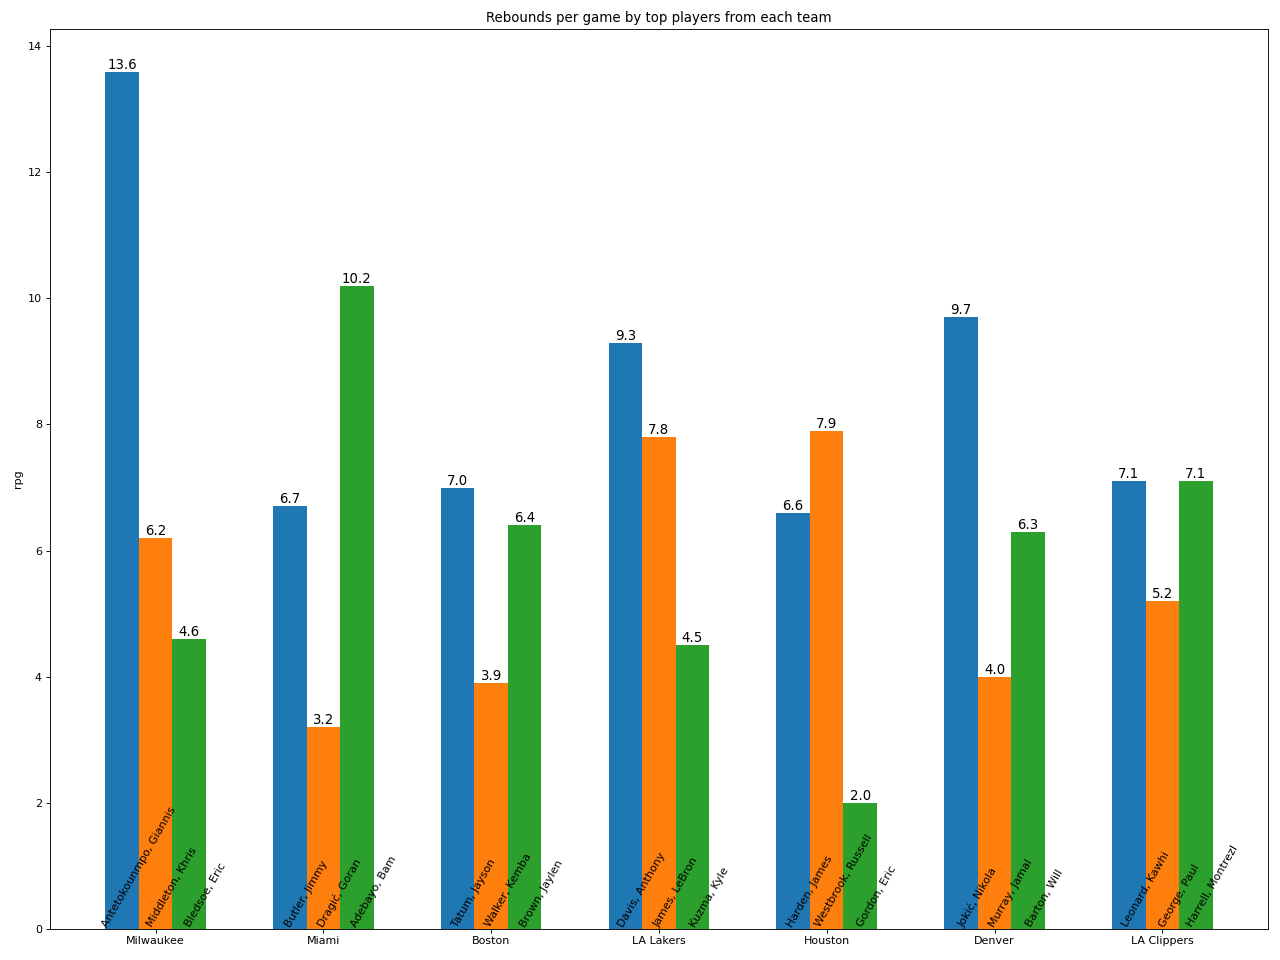 Rebounds per game by top players from each team
rpg
14
12
10
8
6
4
2
0
13.6
6.2
4.6
6.7
3.2
10.2
7.0
3.9
6.4
9.3
7.8
4.5
6.6
7.9
2.0
9.7
4.0
6.3
7.1
5.2
7.1
Antetokounmpo, Giannis
Middleton, Khris
Bledsoe, Eric
Butler, Jimmy
Dragić, Goran
Adebayo, Bam
Tatum, Jayson
Walker, Kemba
Brown, Jaylen
Davis, Anthony
James, LeBron
Kuzma, Kyle
Harden, James
Westbrook, Russell
Gordon, Eric
Jokić, Nikola
Murray, Jamal
Barton, Will
Leonard, Kawhi
George, Paul
Harrell, Montrezl
Milwaukee
Miami
Boston
LA Lakers
Houston
Denver
LA Clippers